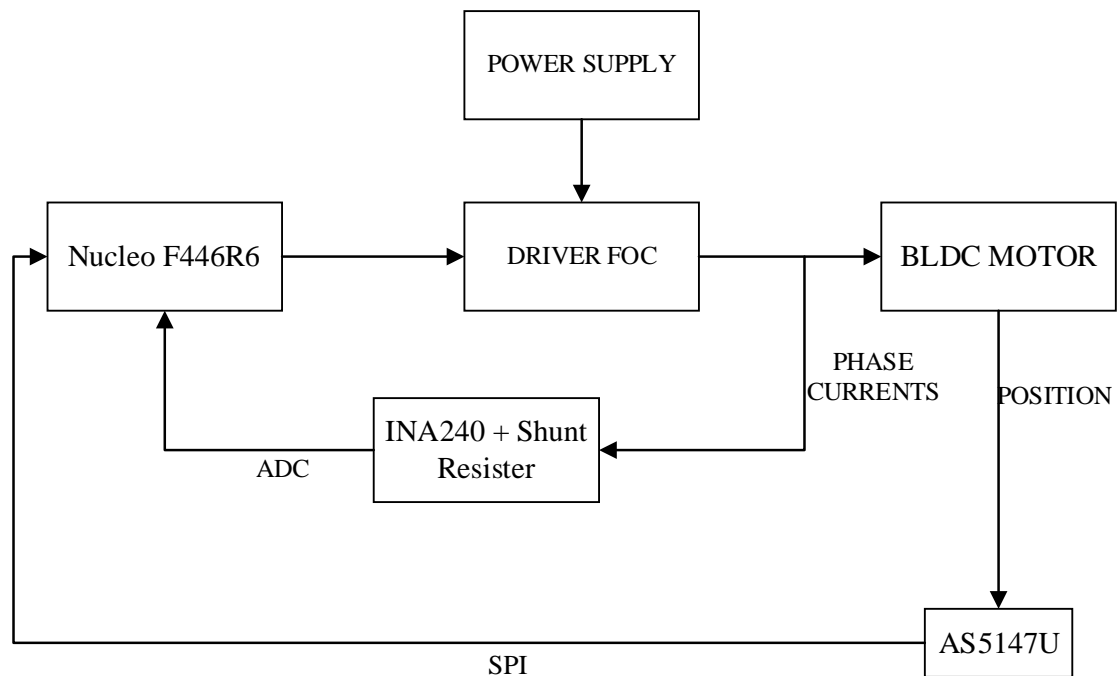 POWER SUPPLY
Nucleo F446R6
DRIVER FOC
BLDC MOTOR
PHASE
CURRENTS
POSITION
INA240 + Shunt
Resister
ADC
AS5147U
SPI